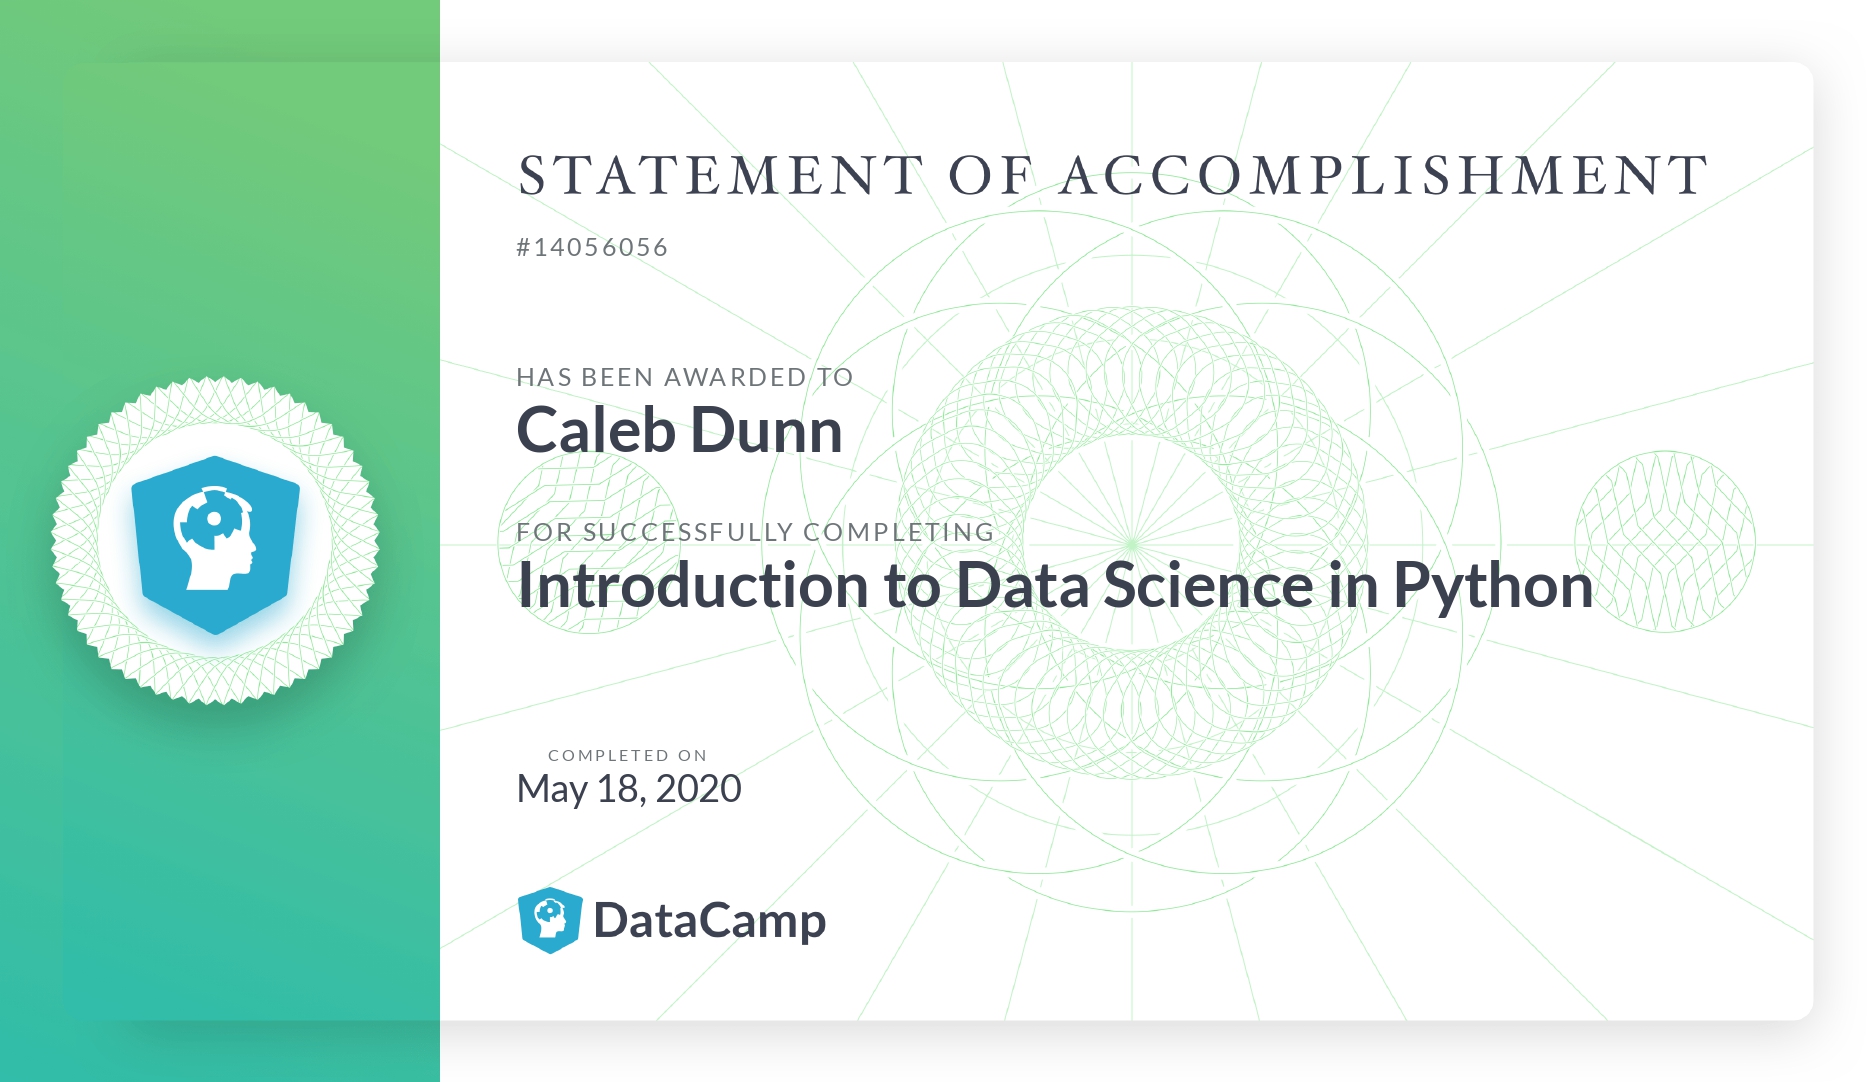 STATEMENT OF ACCOMPLISHMENT
#14056056
HAS BEEN AWARDED TO
Caleb Dunn
FOR SUCCESSFULLY COMPLETING
Introduction to Data Science in Python
COMPLETED ON
May 18, 2020
DataCamp